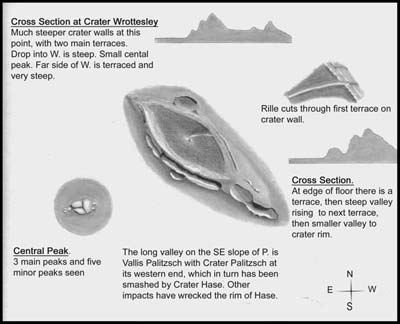 Cross Section at Crater Wrottesley
Much steeper crater walls at this
point, with two main terraces.
Drop into W. is steep. Small cental
peak. Far side of W. is terraced and
very steep.
Rille cuts through first terrace on
crater wall.
Cross Section.
At edge of floor there is a
terrace, then steep valley
rising to next terrace,
then smaller valley to
crater rim.
Central Peak.
3 main peaks and five
minor peaks seen
The long valley on the SE slope of P. is
Vallis Palitzsch with Crater Palitzsch at
its western end, which in turn has been
smashed by Crater Hase. Other
impacts have wrecked the rim of Hase.
N
E W
S